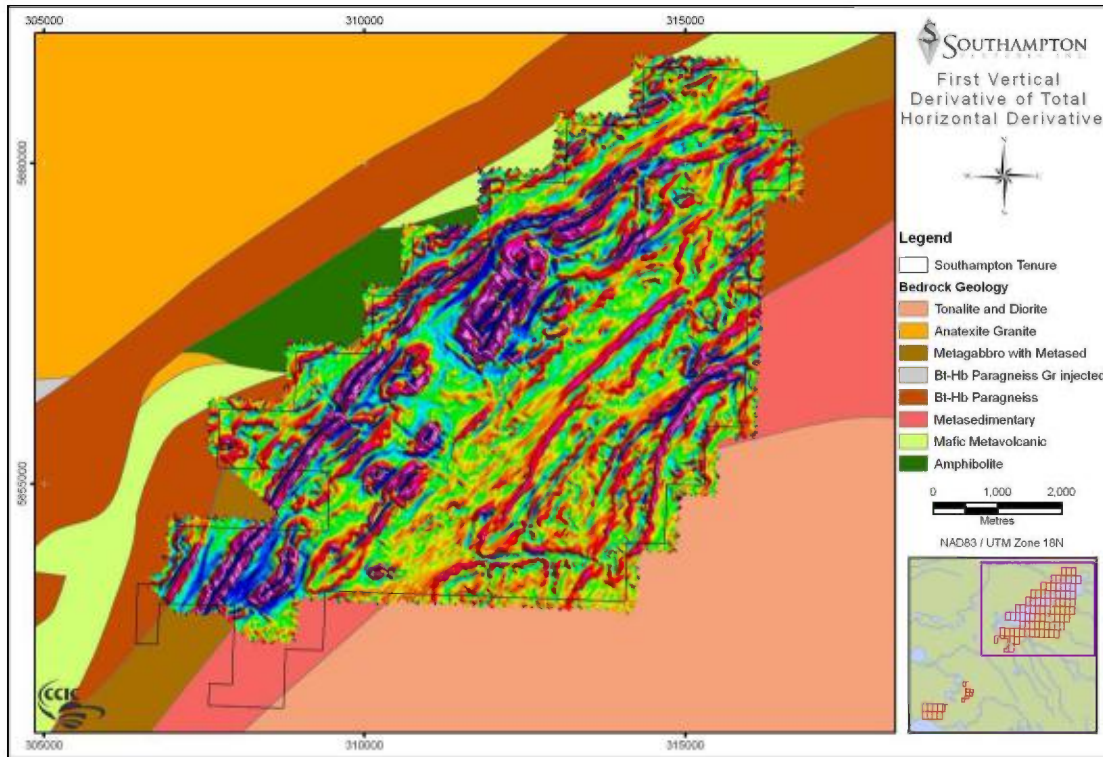 305000
310000
315000
SOUTHAMPTON
VENTURES INC.
First Vertical
Derivative of Total
Horizontal Derivative
N
Legend
Southampton Tenure
Bedrock Geology
Tonalite and Diorite
Anatexite Granite
Metagabbro with Metased
Bt-Hb Paragneiss Gr injected
Bt-Hb Paragneiss
Metasedimentary
Mafic Metavolcanic
Amphibolite
0 1,000 2,000
Metres
NAD83 / UTM Zone 18N
CCIC
305000
310000
315000